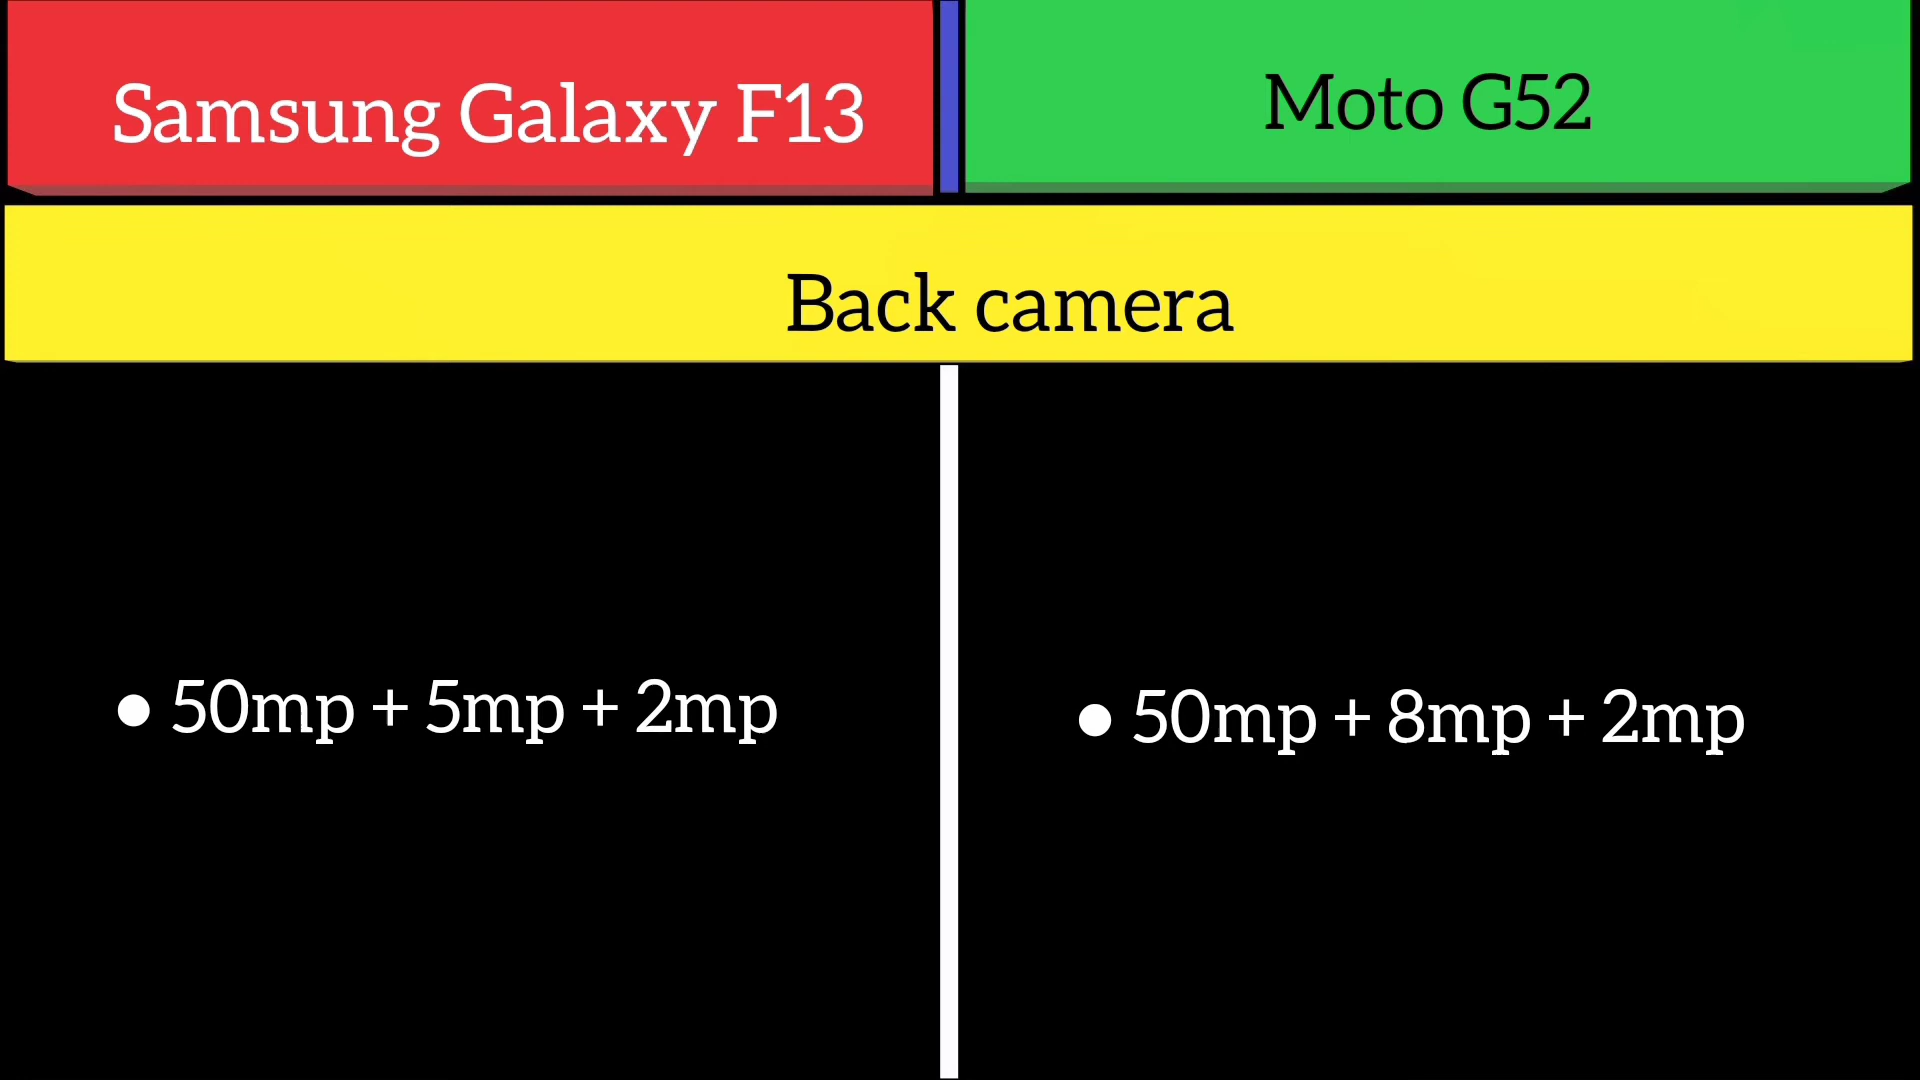 Samsung Galaxy F13
Moto G52
Back camera
● 50mp + 5mp + 2mp
● 50mp + 8mp + 2mp